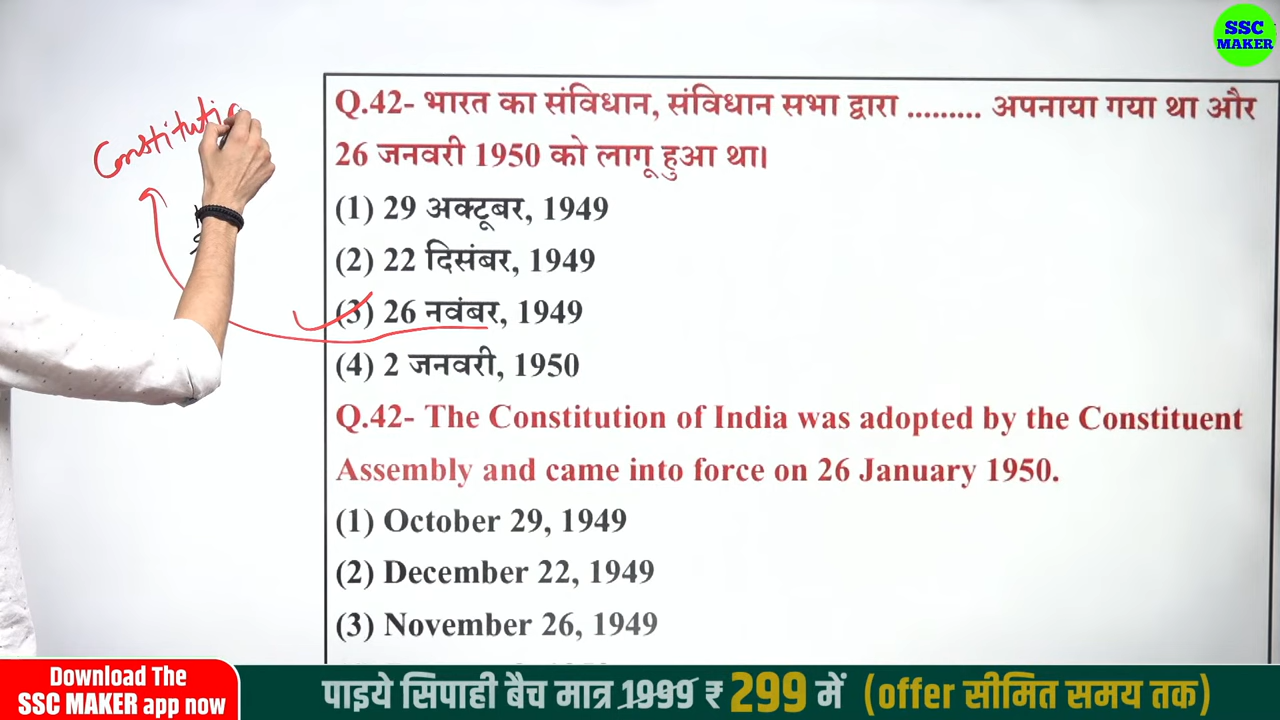 SSC
MAKER
Constitutio
Q.42- भारत का संविधान, संविधान सभा द्वारा ......... अपनाया गया था और
26 जनवरी 1950 को लागू हुआ था।
(1) 29 अक्टूबर, 1949
(2) 22 दिसंबर, 1949
(3) 26 नवंबर, 1949
(4) 2 जनवरी, 1950
Q.42- The Constitution of India was adopted by the Constituent
Assembly and came into force on 26 January 1950.
(1) October 29, 1949
(2) December 22, 1949
(3) November 26, 1949
Download The
SSC MAKER app now
पाइये सिपाही बैच मात्र 1999 ₹ 299 में (offer सीमित समय तक)